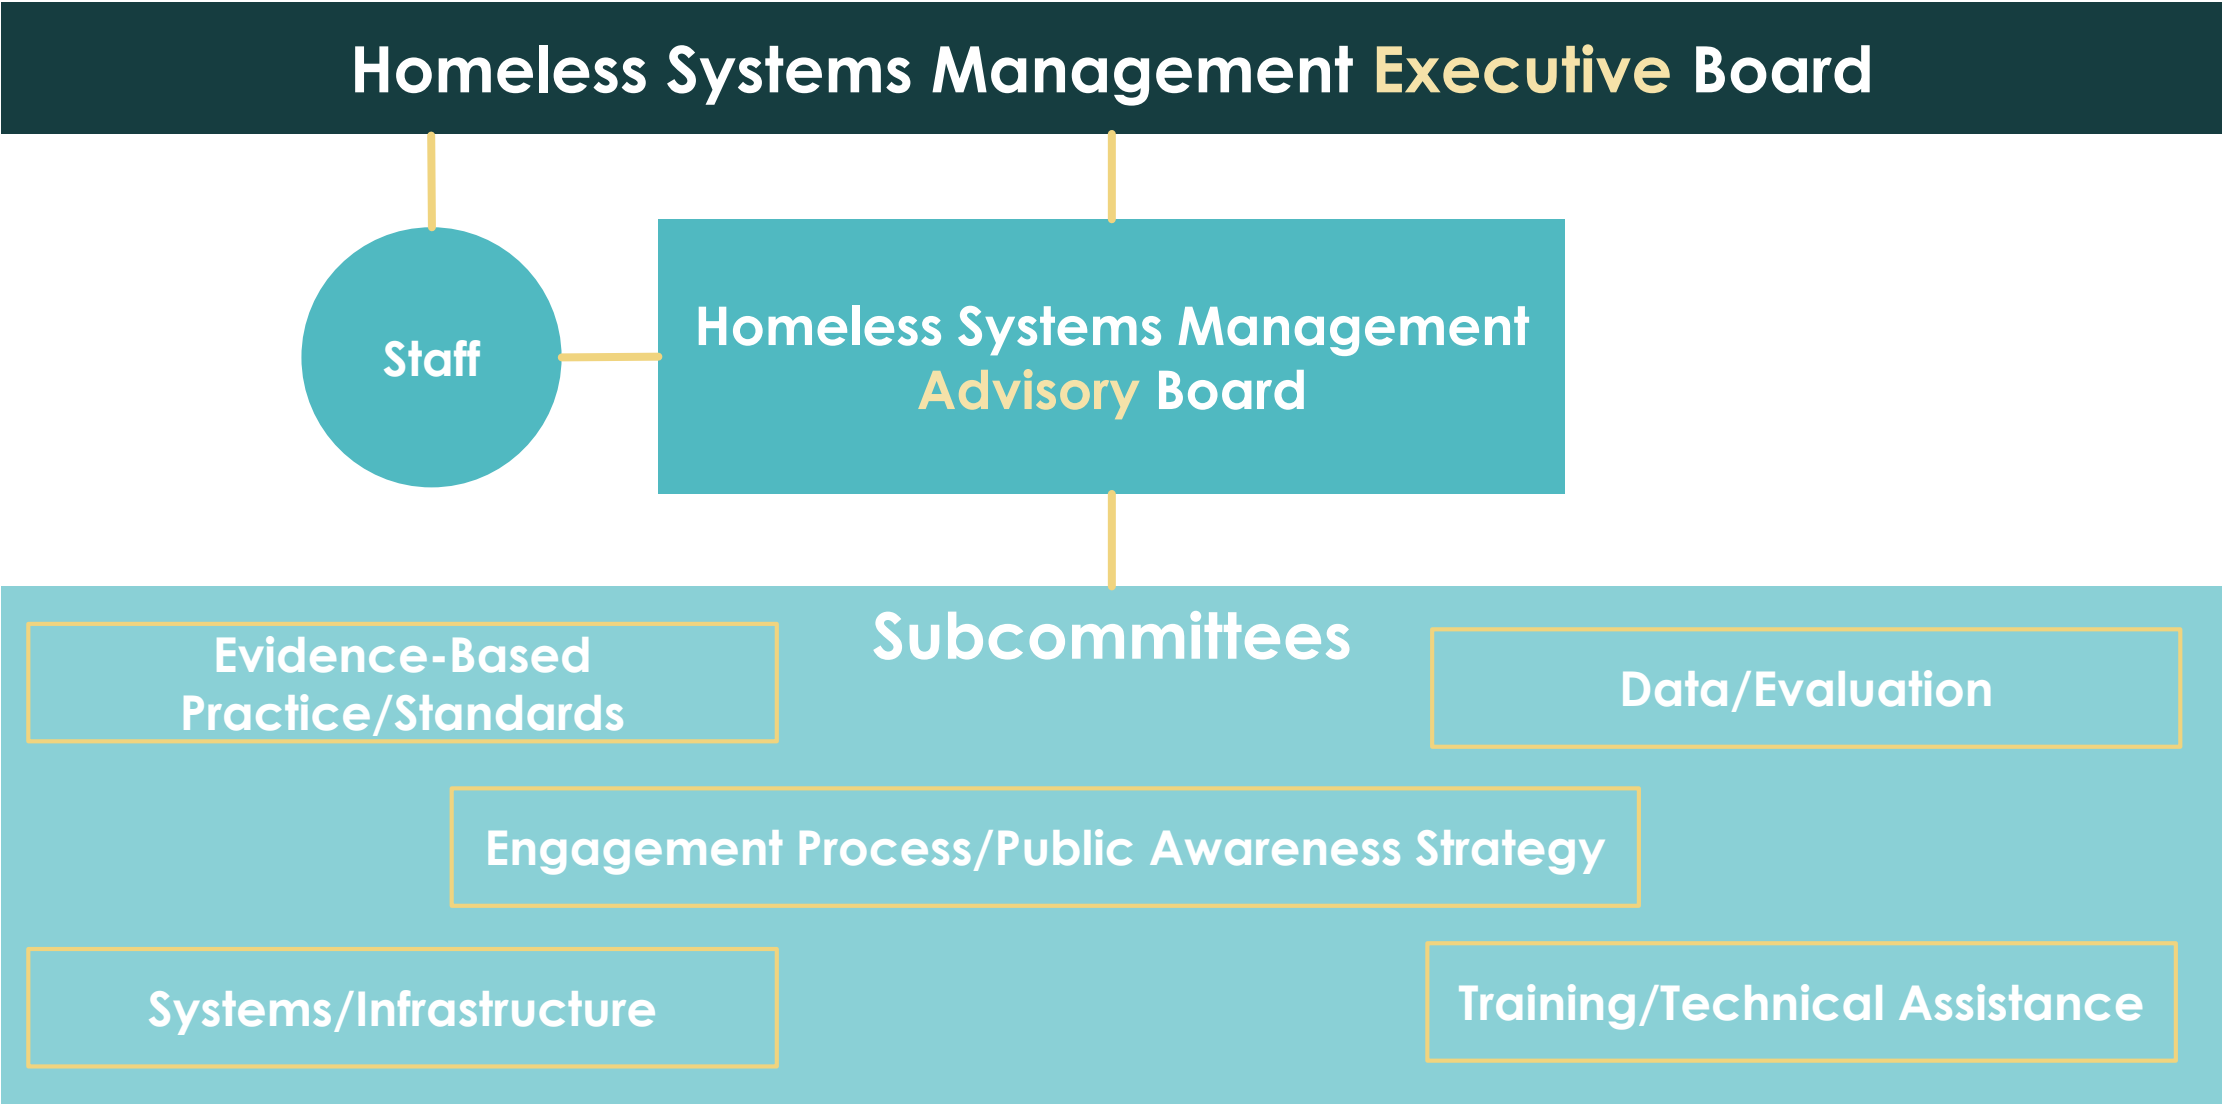 Homeless Systems Management Executive Board
Staff
Homeless Systems Management
Advisory Board
Subcommittees
Evidence-Based
Practice/Standards
Data/Evaluation
Engagement Process/Public Awareness Strategy
Systems/Infrastructure
Training/Technical Assistance